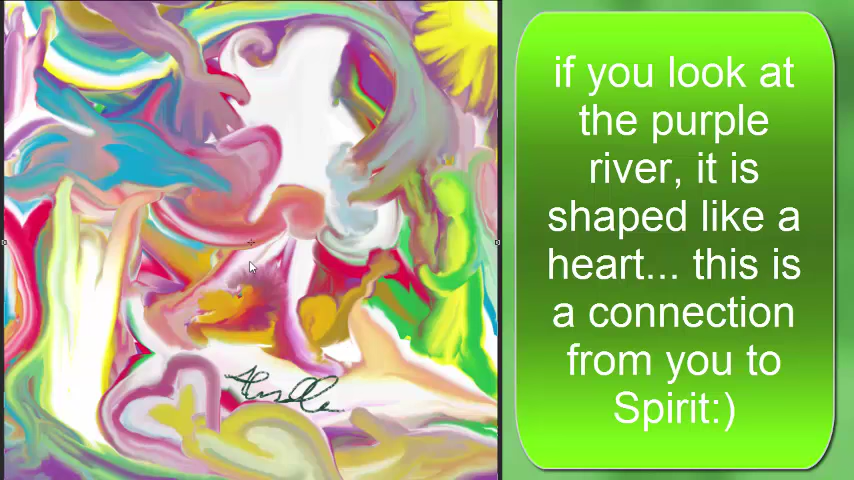 if you look at
the purple
river, it is
shaped like a
heart... this is
a connection
from you to
Spirit:)